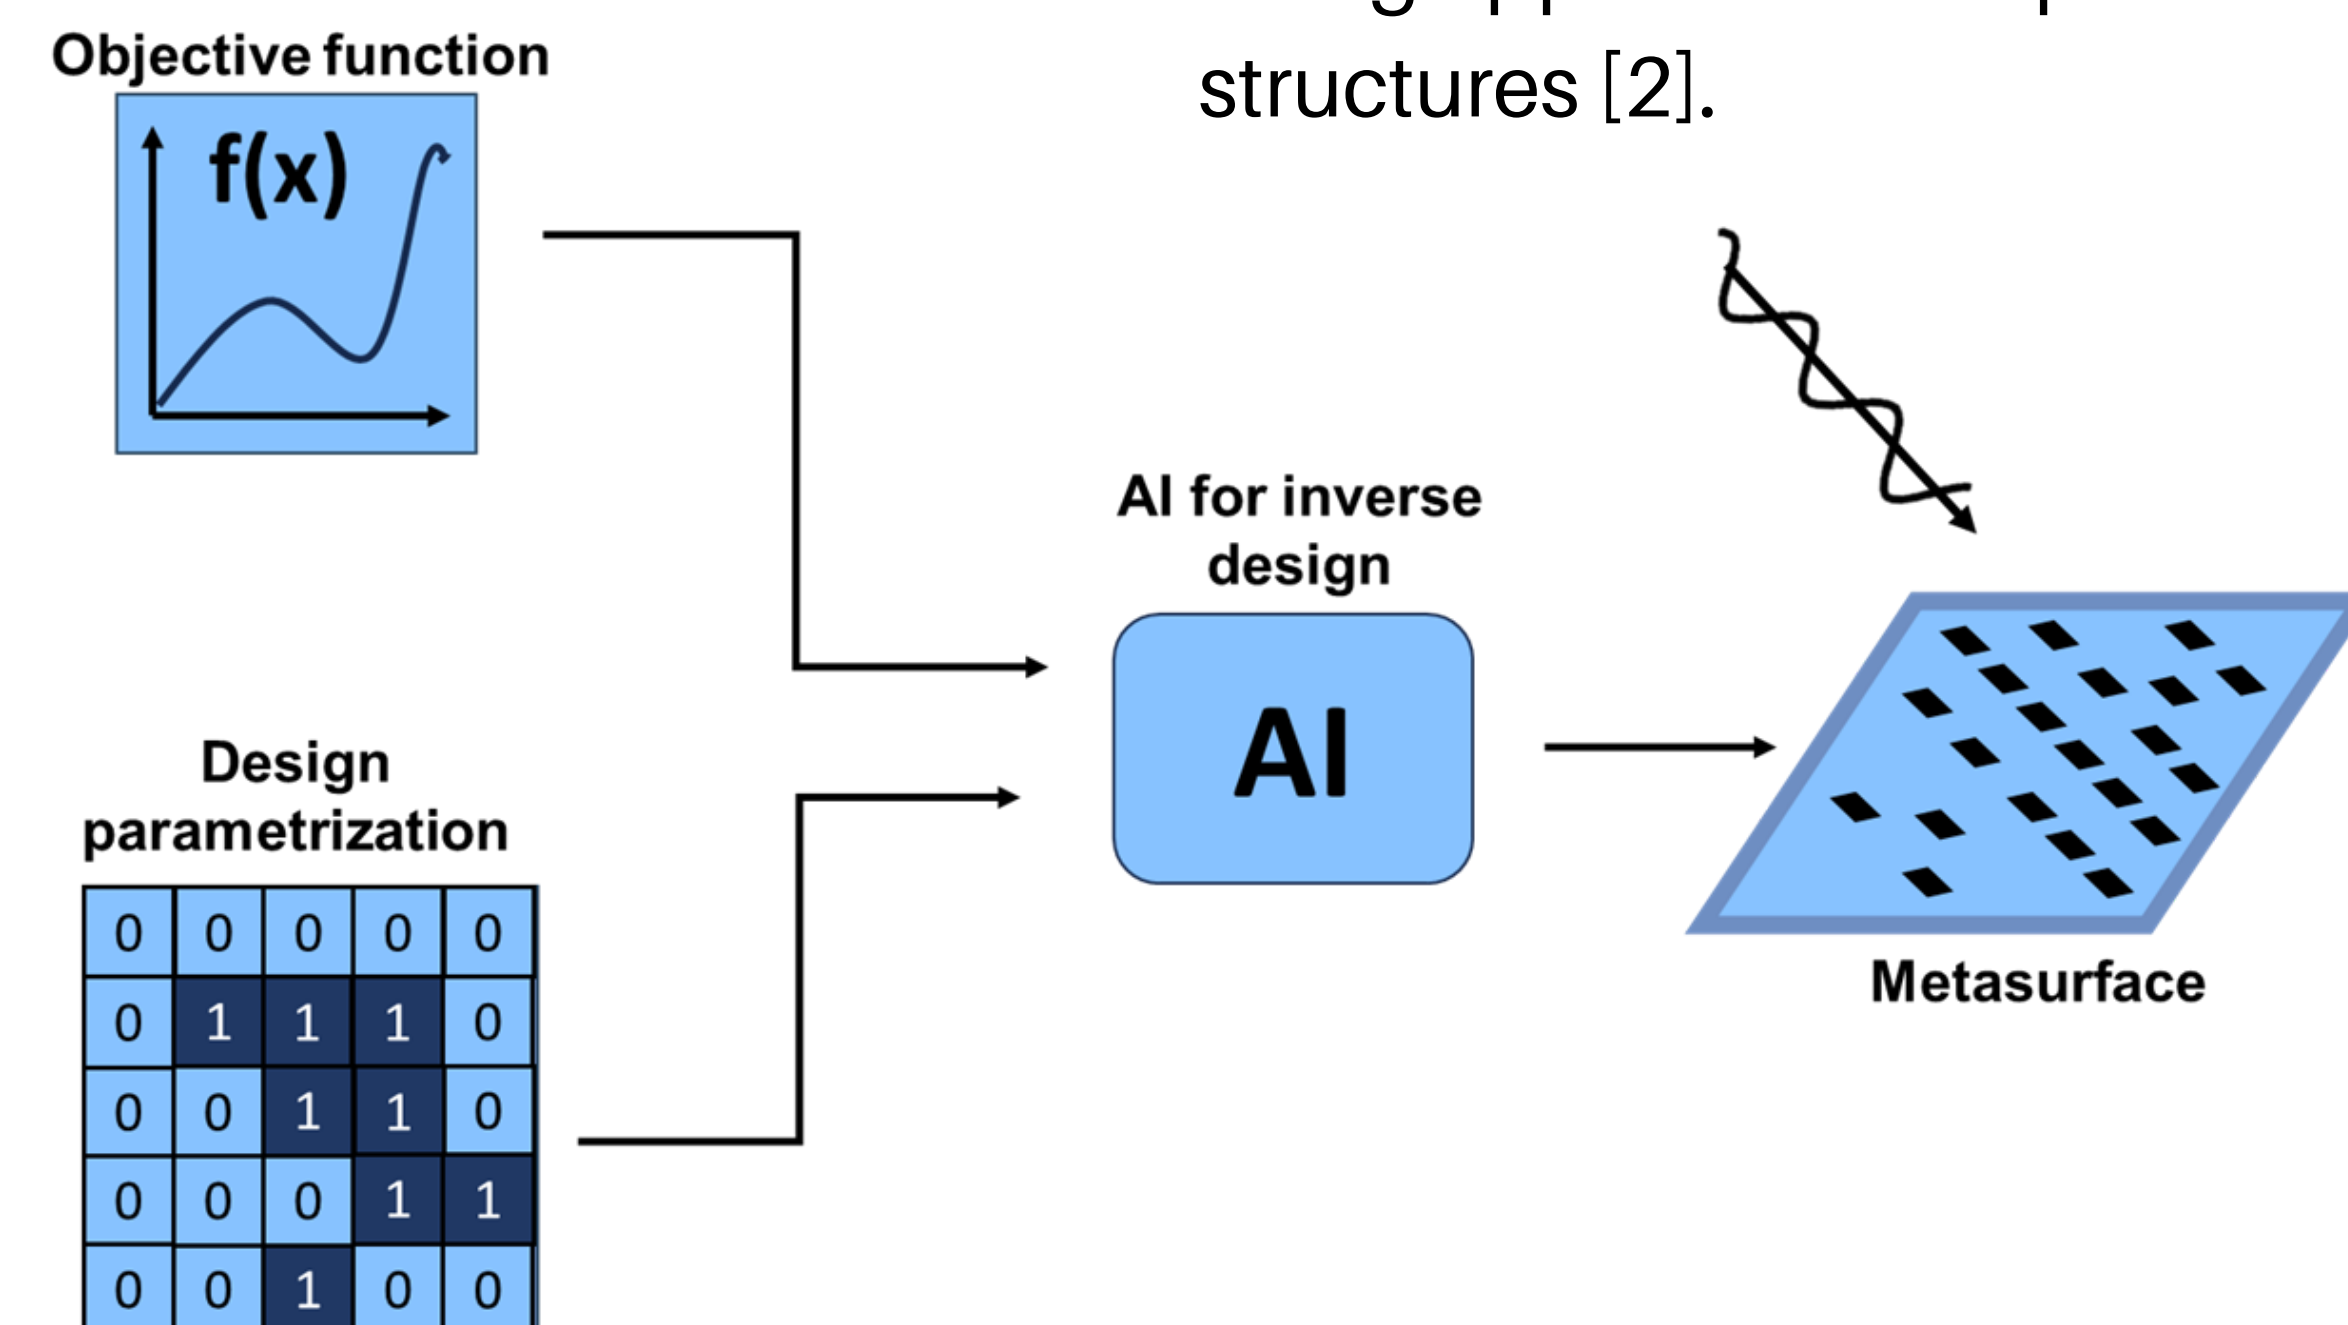 structures [2].
Objective function
f(x)
AI for inverse
design
AI
Design
parametrization
0 0 0 0 0
0 1 1 1 0
0 0 1 1 0
0 0 0 1 1
0 0 1 0 0
Metasurface